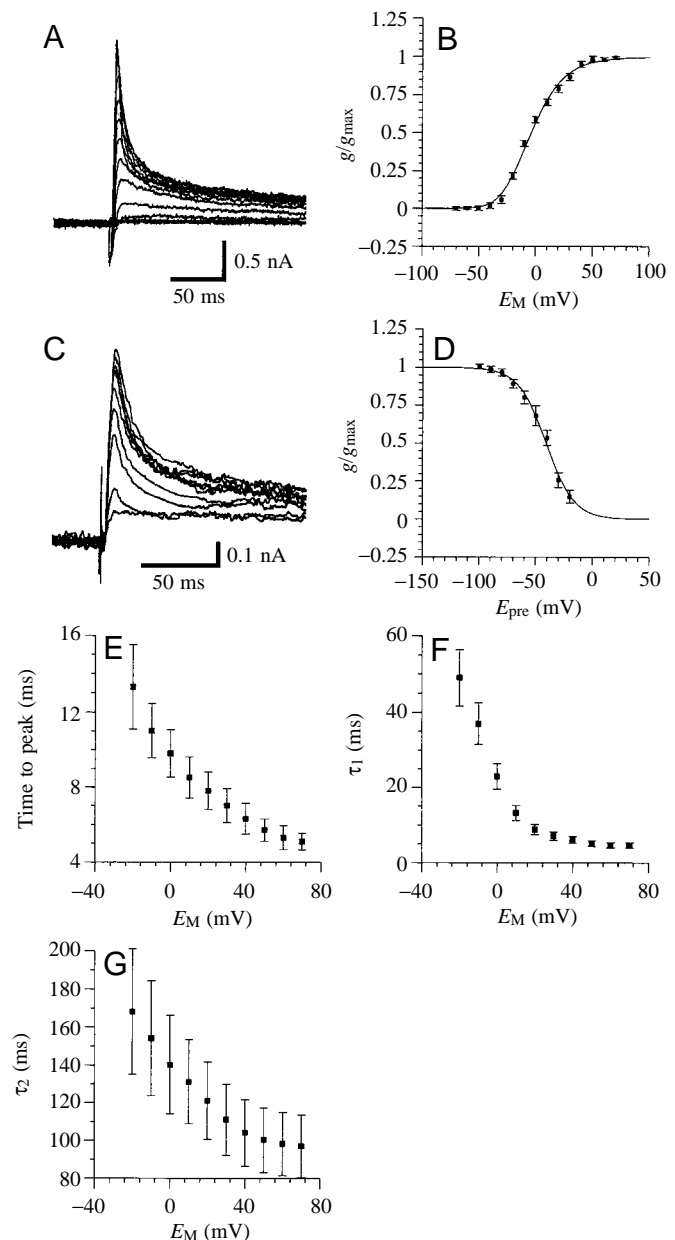 A
0.5 nA
50 ms
B
1.25
1
0.75
0.50
0.25
0
−0.25
g/gmax
−100 −50 0 50 100
EM (mV)
C
0.1 nA
50 ms
D
1.25
1
0.75
0.50
0.25
0
−0.25
g/gmax
−150 −100 −50 0 50
Epre (mV)
E
16
12
8
4
Time to peak (ms)
−40 0 40 80
EM (mV)
F
60
40
20
0
τ1 (ms)
−40 0 40 80
EM (mV)
G
200
180
160
140
120
100
80
τ2 (ms)
−40 0 40 80
EM (mV)